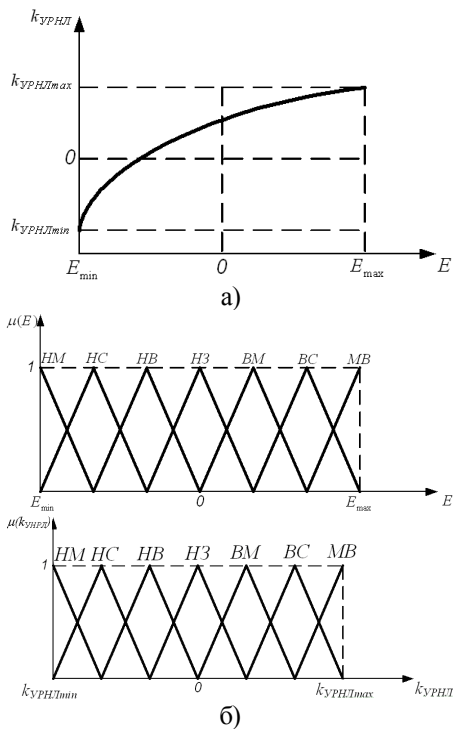 kУРНЛ
kУРНЛmax
0
kУРНЛmin
Emin 0 Emax E
а)
μ(E)
НМ НС НВ НЗ ВМ ВС МВ
1
Emin 0 Emax E
μ(kУНРЛ)
НМ НС НВ НЗ ВМ ВС МВ
1
kУРНЛmin 0 kУРНЛmax kУРНЛ
б)